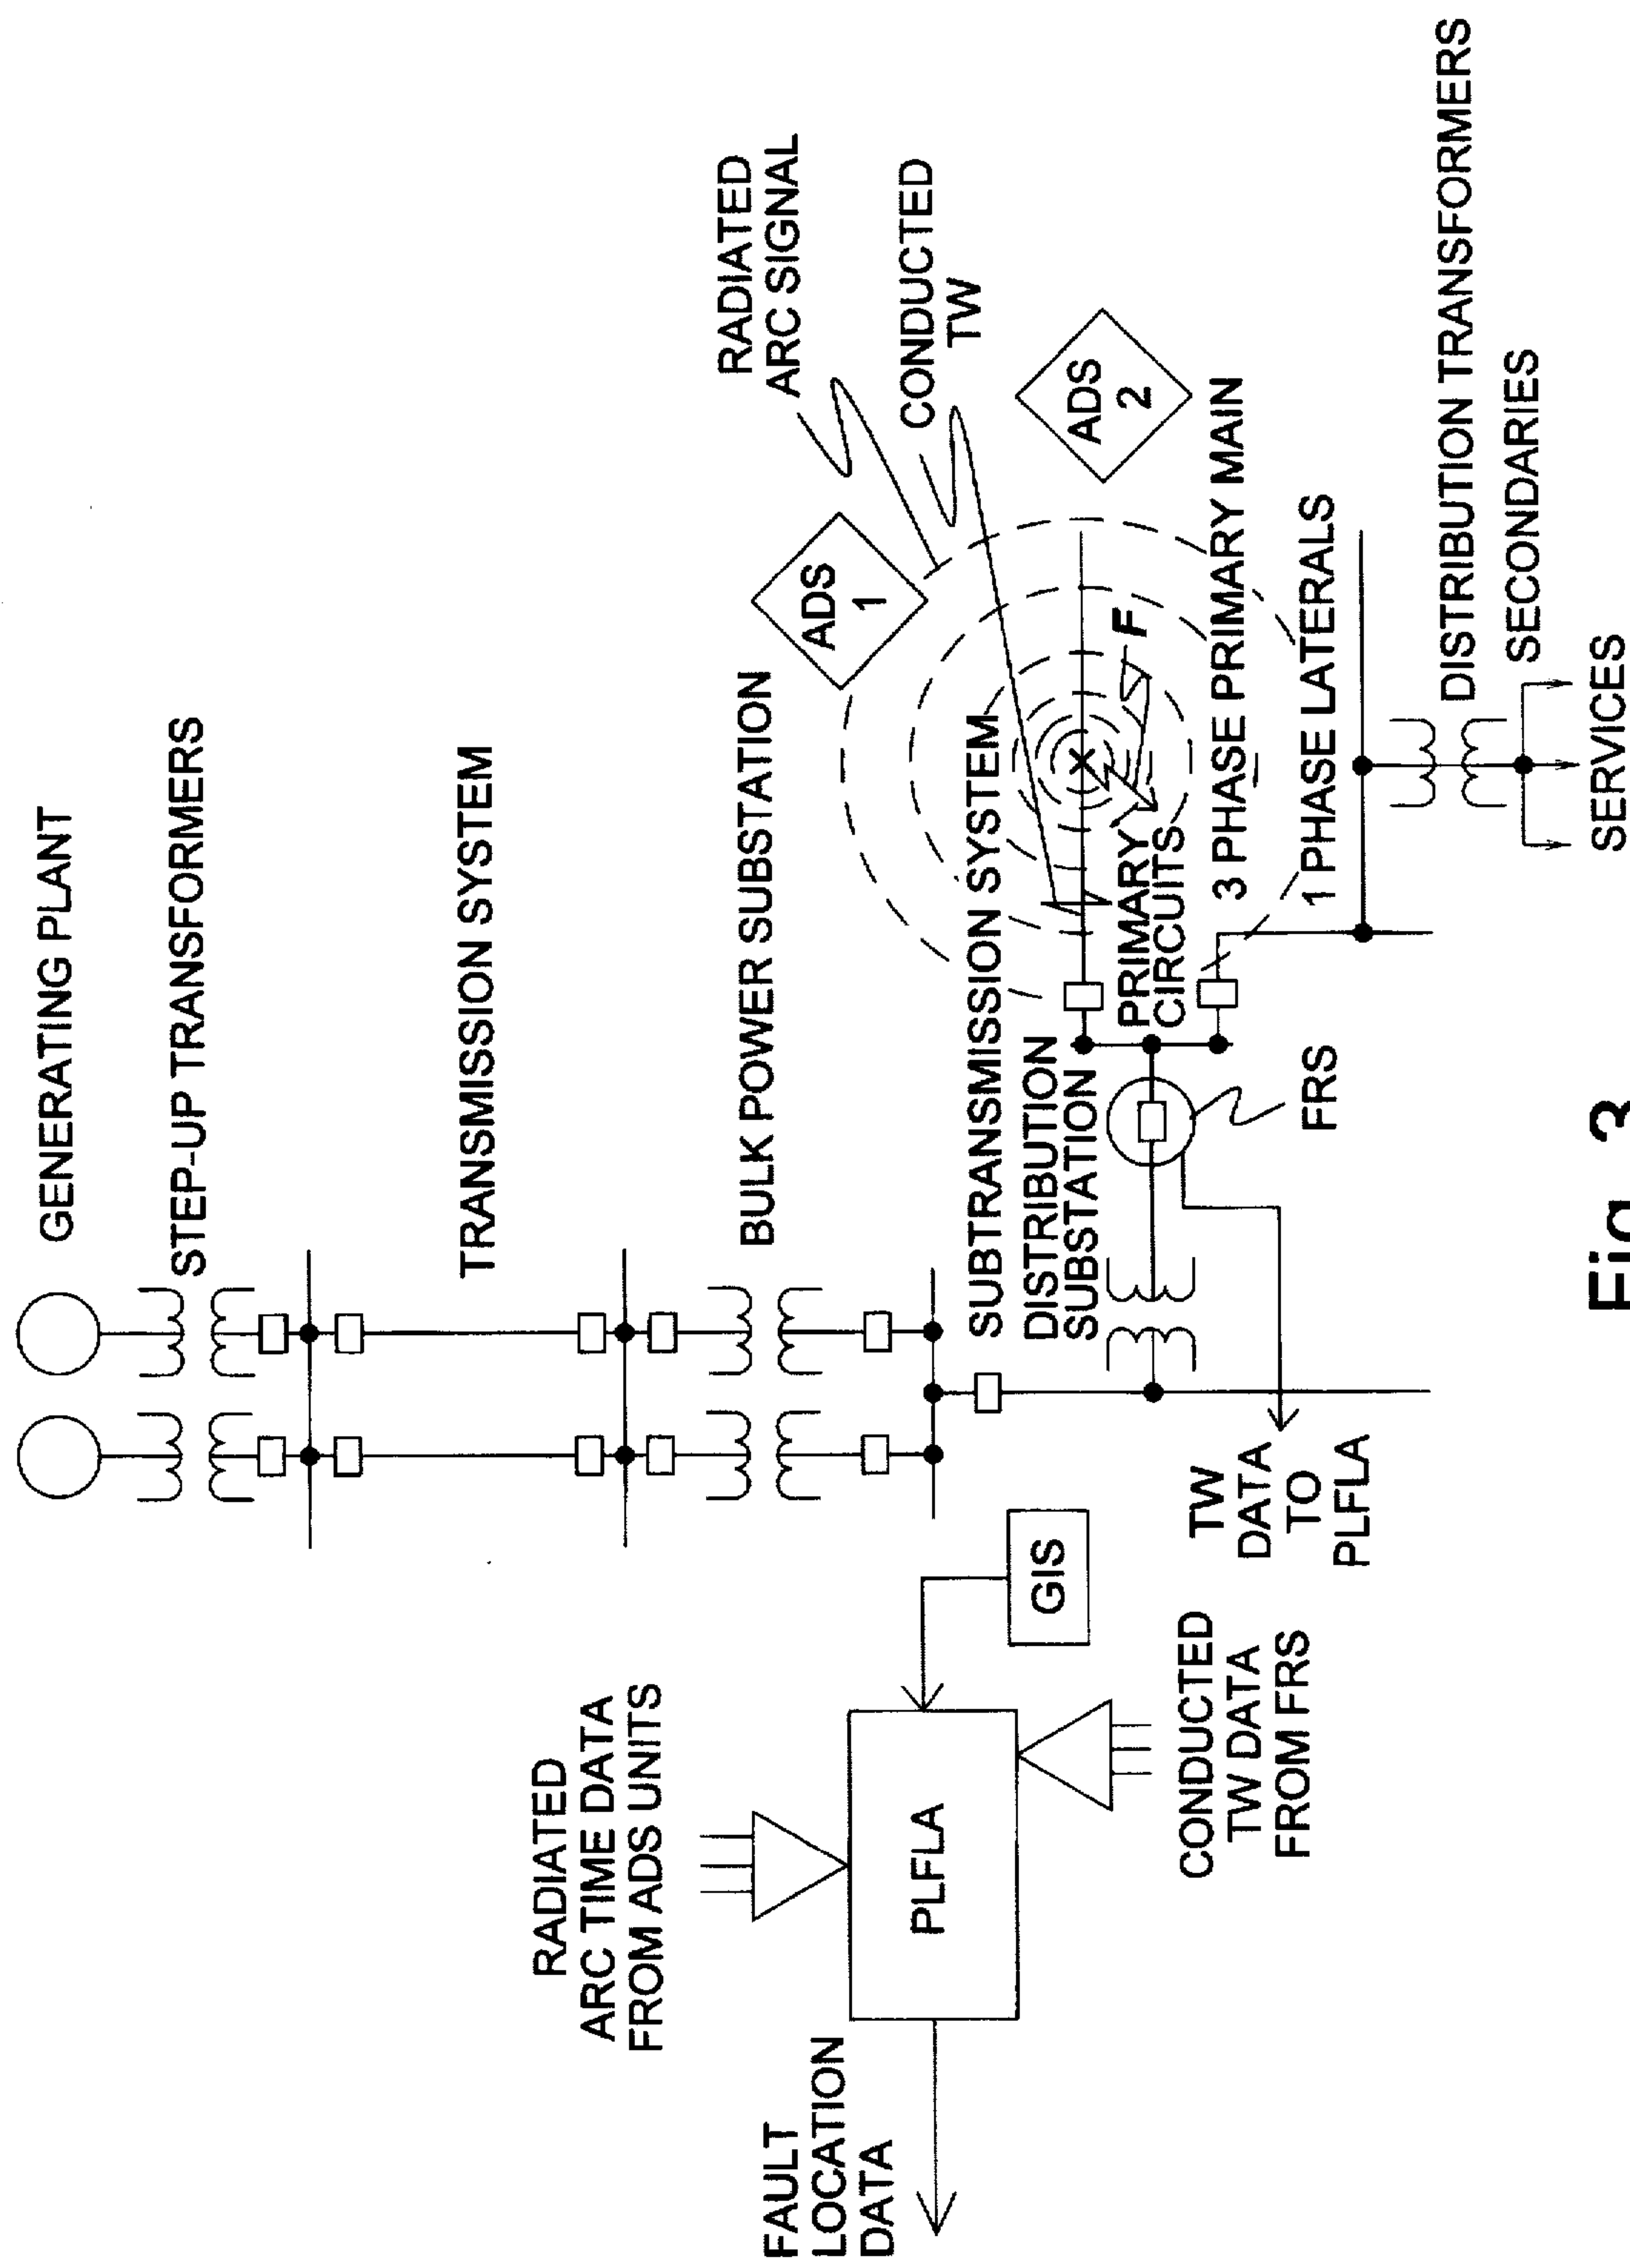 GENERATING PLANT
STEP-UP TRANSFORMERS
TRANSMISSION SYSTEM
BULK POWER SUBSTATION
RADIATED
ARC SIGNAL
CONDUCTED
TW
ADS
1
ADS
2
SUBTRANSMISSION SYSTEM
DISTRIBUTION
SUBSTATION
F
PRIMARY
CIRCUITS
3 PHASE PRIMARY MAIN
1 PHASE LATERALS
DISTRIBUTION TRANSFORMERS
SECONDARIES
SERVICES
FRS
TW
DATA
TO
PLFLA
GIS
RADIATED
ARC TIME DATA
FROM ADS UNITS
PLFLA
CONDUCTED
TW DATA
FROM FRS
FAULT
LOCATION
DATA
Fig. 3